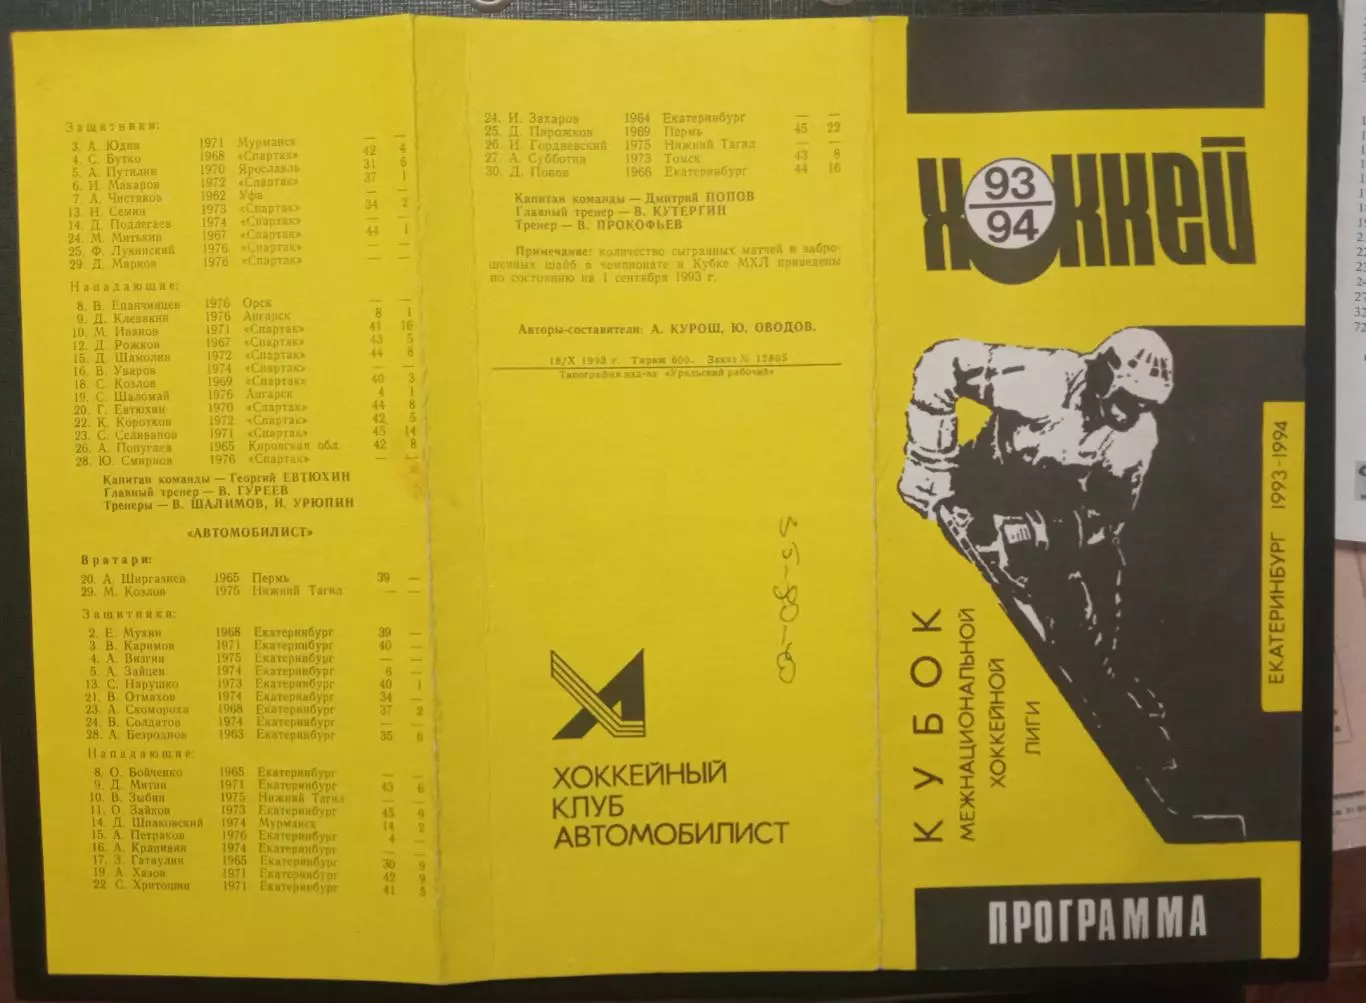 Защитники:
3. А. Юдин 1971 Мурманск — —
4. С. Бутко 1968 «Спартак» 42 4
5. А. Путилин 1970 Ярославль 31 6
6. И. Макаров 1972 «Спартак» 37 1
7. А. Чистяков 1962 Уфа — —
13. Н. Семин 1973 «Спартак» 34 2
14. Д. Подлегаев 1974 «Спартак» — —
24. М. Митькин 1967 «Спартак» 44 1
25. Ф. Лукинский 1976 «Спартак»
29. Д. Марков 1976 «Спартак»
Нападающие:
8. В. Епанчинцев 1976 Орск — —
9. Д. Клевакин 1976 Ангарск 8 1
10. М. Иванов 1971 «Спартак» 41 16
12. Д. Рожков 1967 «Спартак» 43 5
15. Д. Шамолин 1972 «Спартак» 44 8
16. В. Уваров 1974 «Спартак» — —
18. С. Козлов 1969 «Спартак» 40 3
19. С. Шаломай 1976 Ангарск 4 1
20. Г. Евтюхин 1970 «Спартак» 44 8
22. К. Коротков 1972 «Спартак» 42 5
23. С. Селиванов 1971 «Спартак» 45 14
26. А. Попугаев 1965 Кировская обл. 42 8
28. Ю. Смирнов 1976 «Спартак» — —
Капитан команды — Георгий ЕВТЮХИН
Главный тренер — В. ГУРЕЕВ
Тренеры — В. ШАЛИМОВ, Н. УРЮПИН
«АВТОМОБИЛИСТ»
Вратари:
20. А. Ширгазиев 1965 Пермь 39 —
29. М. Козлов 1975 Нижний Тагил — —
Защитники:
2. Е. Мухин 1968 Екатеринбург 39 —
3. В. Каримов 1971 Екатеринбург 40 —
4. А. Визгин 1975 Екатеринбург — —
5. А. Зайцев 1974 Екатеринбург 6 —
13. С. Нарушко 1973 Екатеринбург 40 1
21. В. Отмахов 1974 Екатеринбург 34 —
23. А. Скомороха 1968 Екатеринбург 37 2
24. В. Солдатов 1974 Екатеринбург — —
28. А. Безроднов 1963 Екатеринбург 35 6
Нападающие:
8. О. Бойченко 1965 Екатеринбург — —
9. Д. Митин 1971 Екатеринбург 43 6
10. В. Зыбин 1975 Нижний Тагил — —
11. О. Зайков 1973 Екатеринбург 45 9
14. Д. Шпаковский 1974 Мурманск 14 2
15. А. Петраков 1976 Екатеринбург 4 —
16. А. Крапивин 1974 Екатеринбург
17. З. Гатаулин 1965 Екатеринбург 30 9
19. А. Хазов 1971 Екатеринбург 42 9
22. С. Хритошин 1971 Екатеринбург 41 5
24. И. Захаров 1964 Екатеринбург — —
25. Д. Пирожков 1969 Пермь 45 22
26. И. Гордиевский 1975 Нижний Тагил — —
27. А. Субботин 1973 Томск 43 8
30. Д. Попов 1966 Екатеринбург 44 16
Капитан команды — Дмитрий ПОПОВ
Главный тренер — В. КУТЕРГИН
Тренер — В. ПРОКОФЬЕВ
Примечание: количество сыгранных матчей и забро-
шенных шайб в чемпионате и Кубке МХЛ приведены
по состоянию на 1 сентября 1993 г.
Авторы-составители: А. КУРОШ, Ю. ОВОДОВ.
18/X 1993 г. Тираж 600. Заказ № 12805
Типография изд-ва «Уральский рабочий»
ХОККЕЙНЫЙ
КЛУБ
АВТОМОБИЛИСТ
ХОККЕЙ
93
94
КУБОК
МЕЖНАЦИОНАЛЬНОЙ
ХОККЕЙНОЙ
ЛИГИ
ЕКАТЕРИНБУРГ 1993-1994
ПРОГРАММА